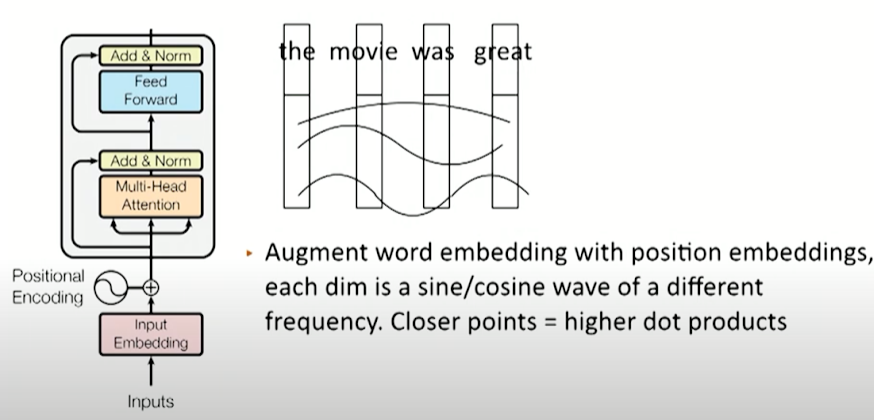 Add & Norm
Feed
Forward
Add & Norm
Multi-Head
Attention
Positional
Encoding
Input
Embedding
Inputs
the movie was great
‣ Augment word embedding with position embeddings,
each dim is a sine/cosine wave of a different
frequency. Closer points = higher dot products